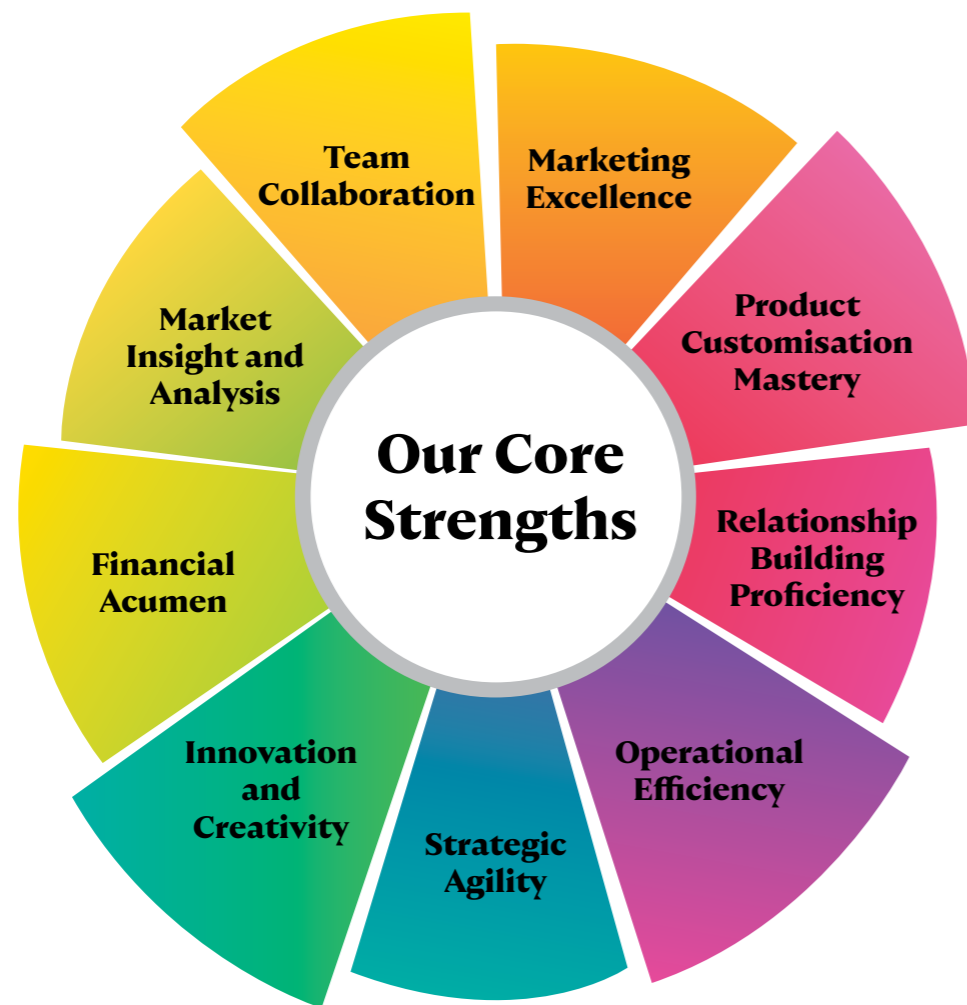 Our Core
Strengths
Marketing
Excellence
Product
Customisation
Mastery
Relationship
Building
Proficiency
Operational
Efficiency
Strategic
Agility
Innovation
and
Creativity
Financial
Acumen
Market
Insight and
Analysis
Team
Collaboration